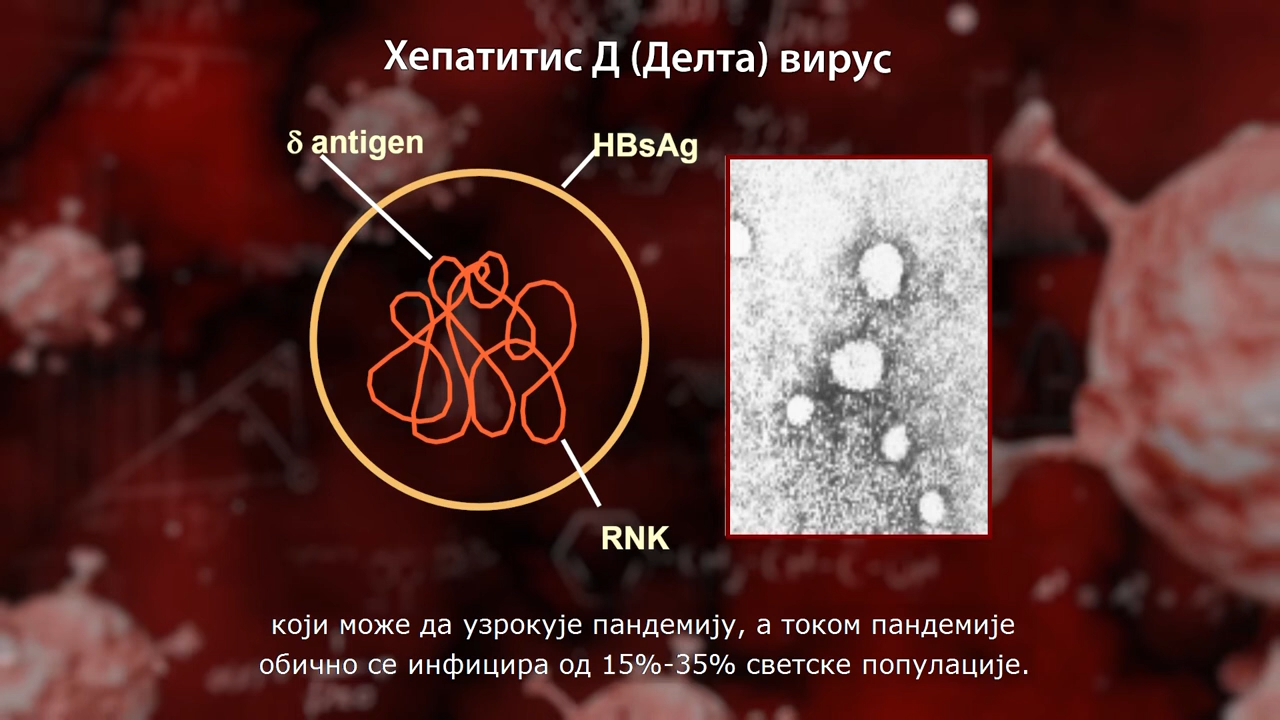 Хепатитис Д (Делта) вирус
δ antigen
HBsAg
RNK
који може да узрокује пандемију, а током пандемије
обично се инфицира од 15%-35% светске популације.